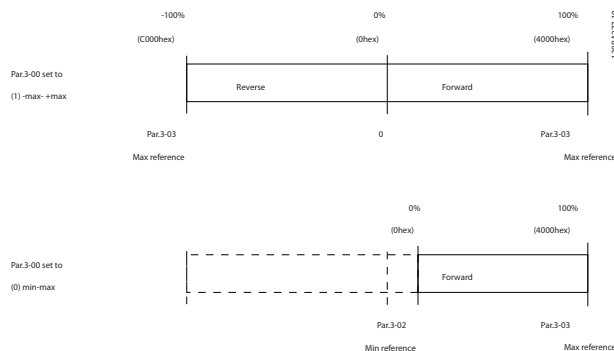 -100% 0% 100%
(C000hex) (0hex) (4000hex)
Par.3-00 set to
(1) -max- +max
Reverse Forward
Par.3-03 0 Par.3-03
Max reference Max reference
0% 100%
(0hex) (4000hex)
Par.3-00 set to
(0) min-max
Forward
Par.3-02 Par.3-03
Min reference Max reference